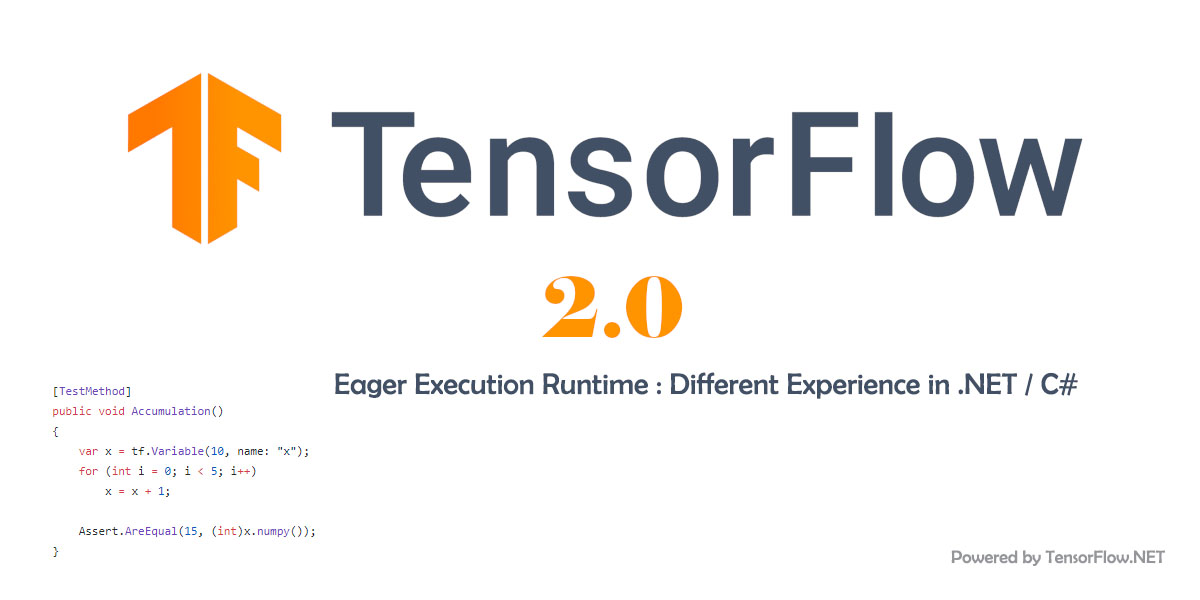 TF TensorFlow
2.0
Eager Execution Runtime : Different Experience in .NET / C#
[TestMethod]
public void Accumulation()
{
    var x = tf.Variable(10, name: "x");
    for (int i = 0; i < 5; i++)
        x = x + 1;

    Assert.AreEqual(15, (int)x.numpy());
}
Powered by TensorFlow.NET